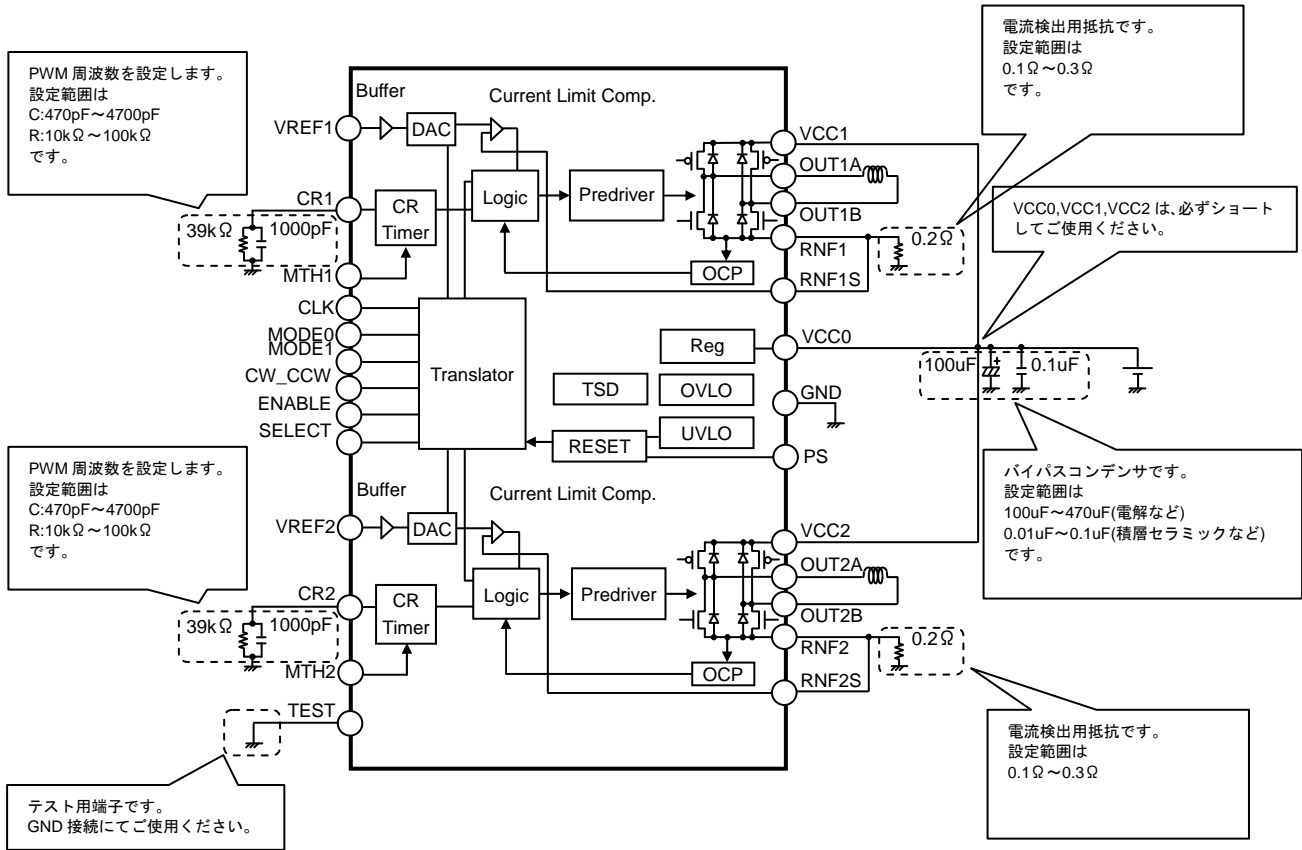 PWM 周波数を設定します。
設定範囲は
C:470pF～4700pF
R:10kΩ～100kΩ
です。
電流検出用抵抗です。
設定範囲は
0.1Ω～0.3Ω
です。
Buffer
Current Limit Comp.
VREF1
DAC
VCC1
OUT1A
Logic
Predriver
CR1
CR
Timer
OUT1B
39kΩ
1000pF
RNF1
0.2Ω
MTH1
OCP
RNF1S
VCC0,VCC1,VCC2 は、必ずショート
してご使用ください。
CLK
MODE0
MODE1
CW_CCW
ENABLE
SELECT
Translator
Reg
VCC0
100uF
+
0.1uF
TSD
OVLO
GND
RESET
UVLO
PS
PWM 周波数を設定します。
設定範囲は
C:470pF～4700pF
R:10kΩ～100kΩ
です。
バイパスコンデンサです。
設定範囲は
100uF～470uF(電解など)
0.01uF～0.1uF(積層セラミックなど)
です。
Buffer
Current Limit Comp.
VREF2
DAC
VCC2
OUT2A
CR2
CR
Timer
Logic
Predriver
OUT2B
39kΩ
1000pF
RNF2
0.2Ω
MTH2
OCP
RNF2S
TEST
電流検出用抵抗です。
設定範囲は
0.1Ω～0.3Ω
テスト用端子です。
GND 接続にてご使用ください。